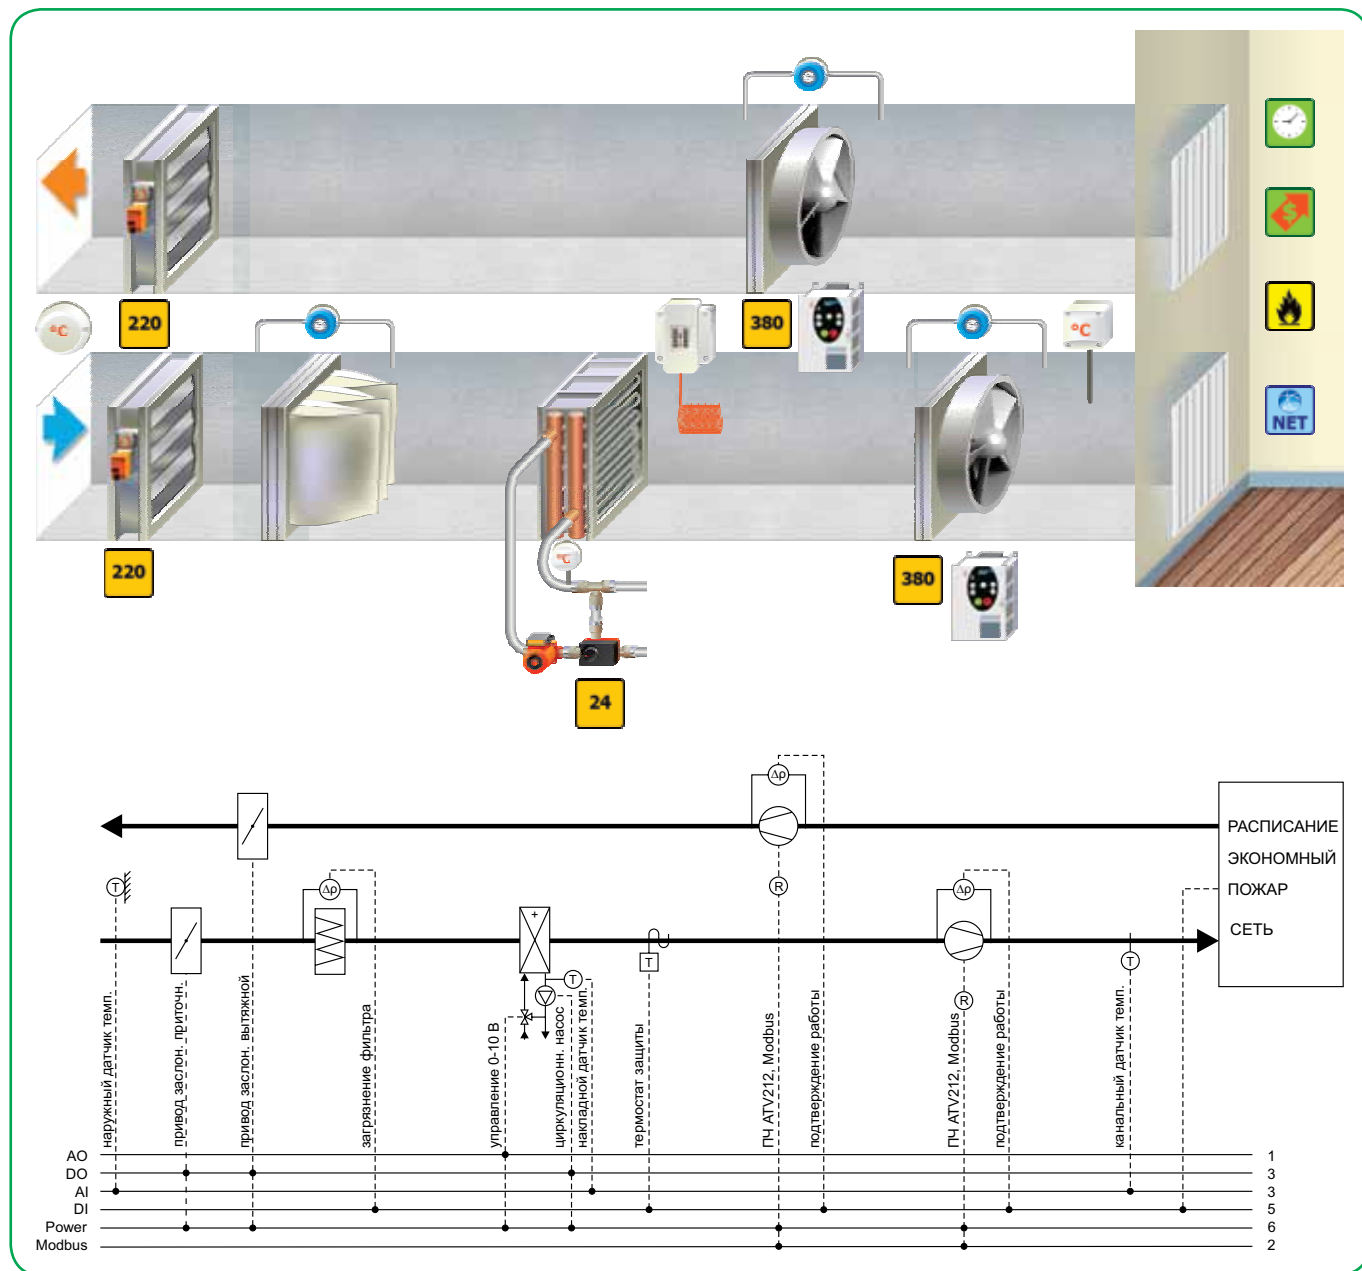 °C
220
380
°C
220
°C
380
24
NET
Δρ
РАСПИСАНИЕ
ЭКОНОМНЫЙ
ПОЖАР
СЕТЬ
T
Δρ
R
Δρ
+
T
T
T
R
наружный датчик темп.
привод заслон. приточн.
привод заслон. вытяжной
загрязнение фильтра
управление 0-10 В
циркуляционн. насос
накладной датчик темп.
термостат защиты
ПЧ ATV212, Modbus
подтверждение работы
ПЧ ATV212, Modbus
подтверждение работы
канальный датчик темп.
AO 1
DO 3
AI 3
DI 5
Power 6
Modbus 2